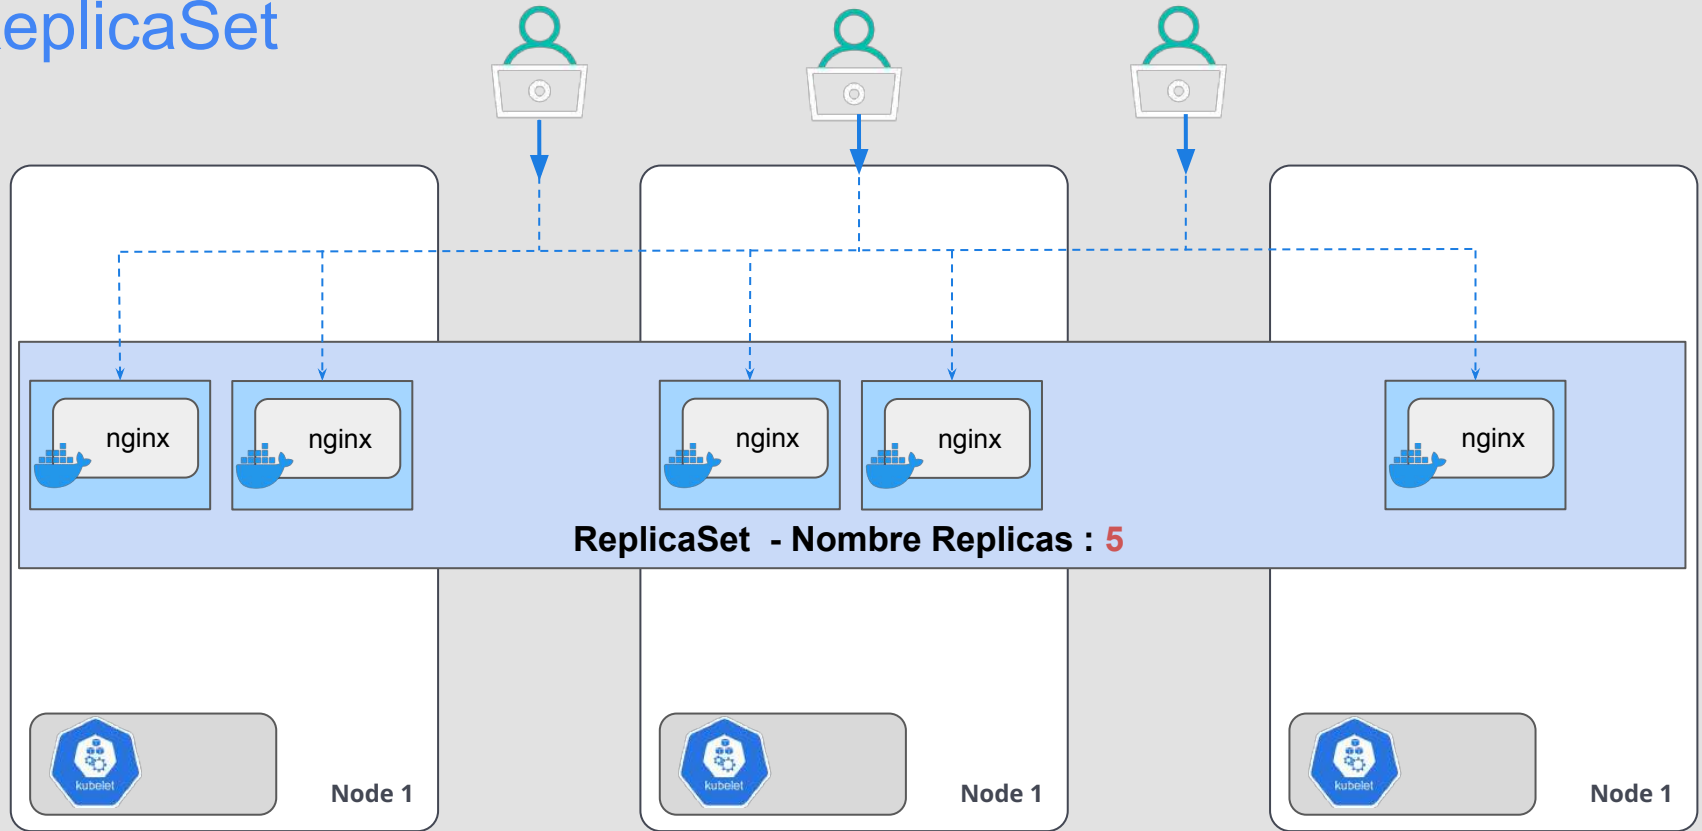 eplicaSet
nginx
nginx
nginx
nginx
nginx
ReplicaSet - Nombre Replicas : 5
kubelet
Node 1
kubelet
Node 1
kubelet
Node 1